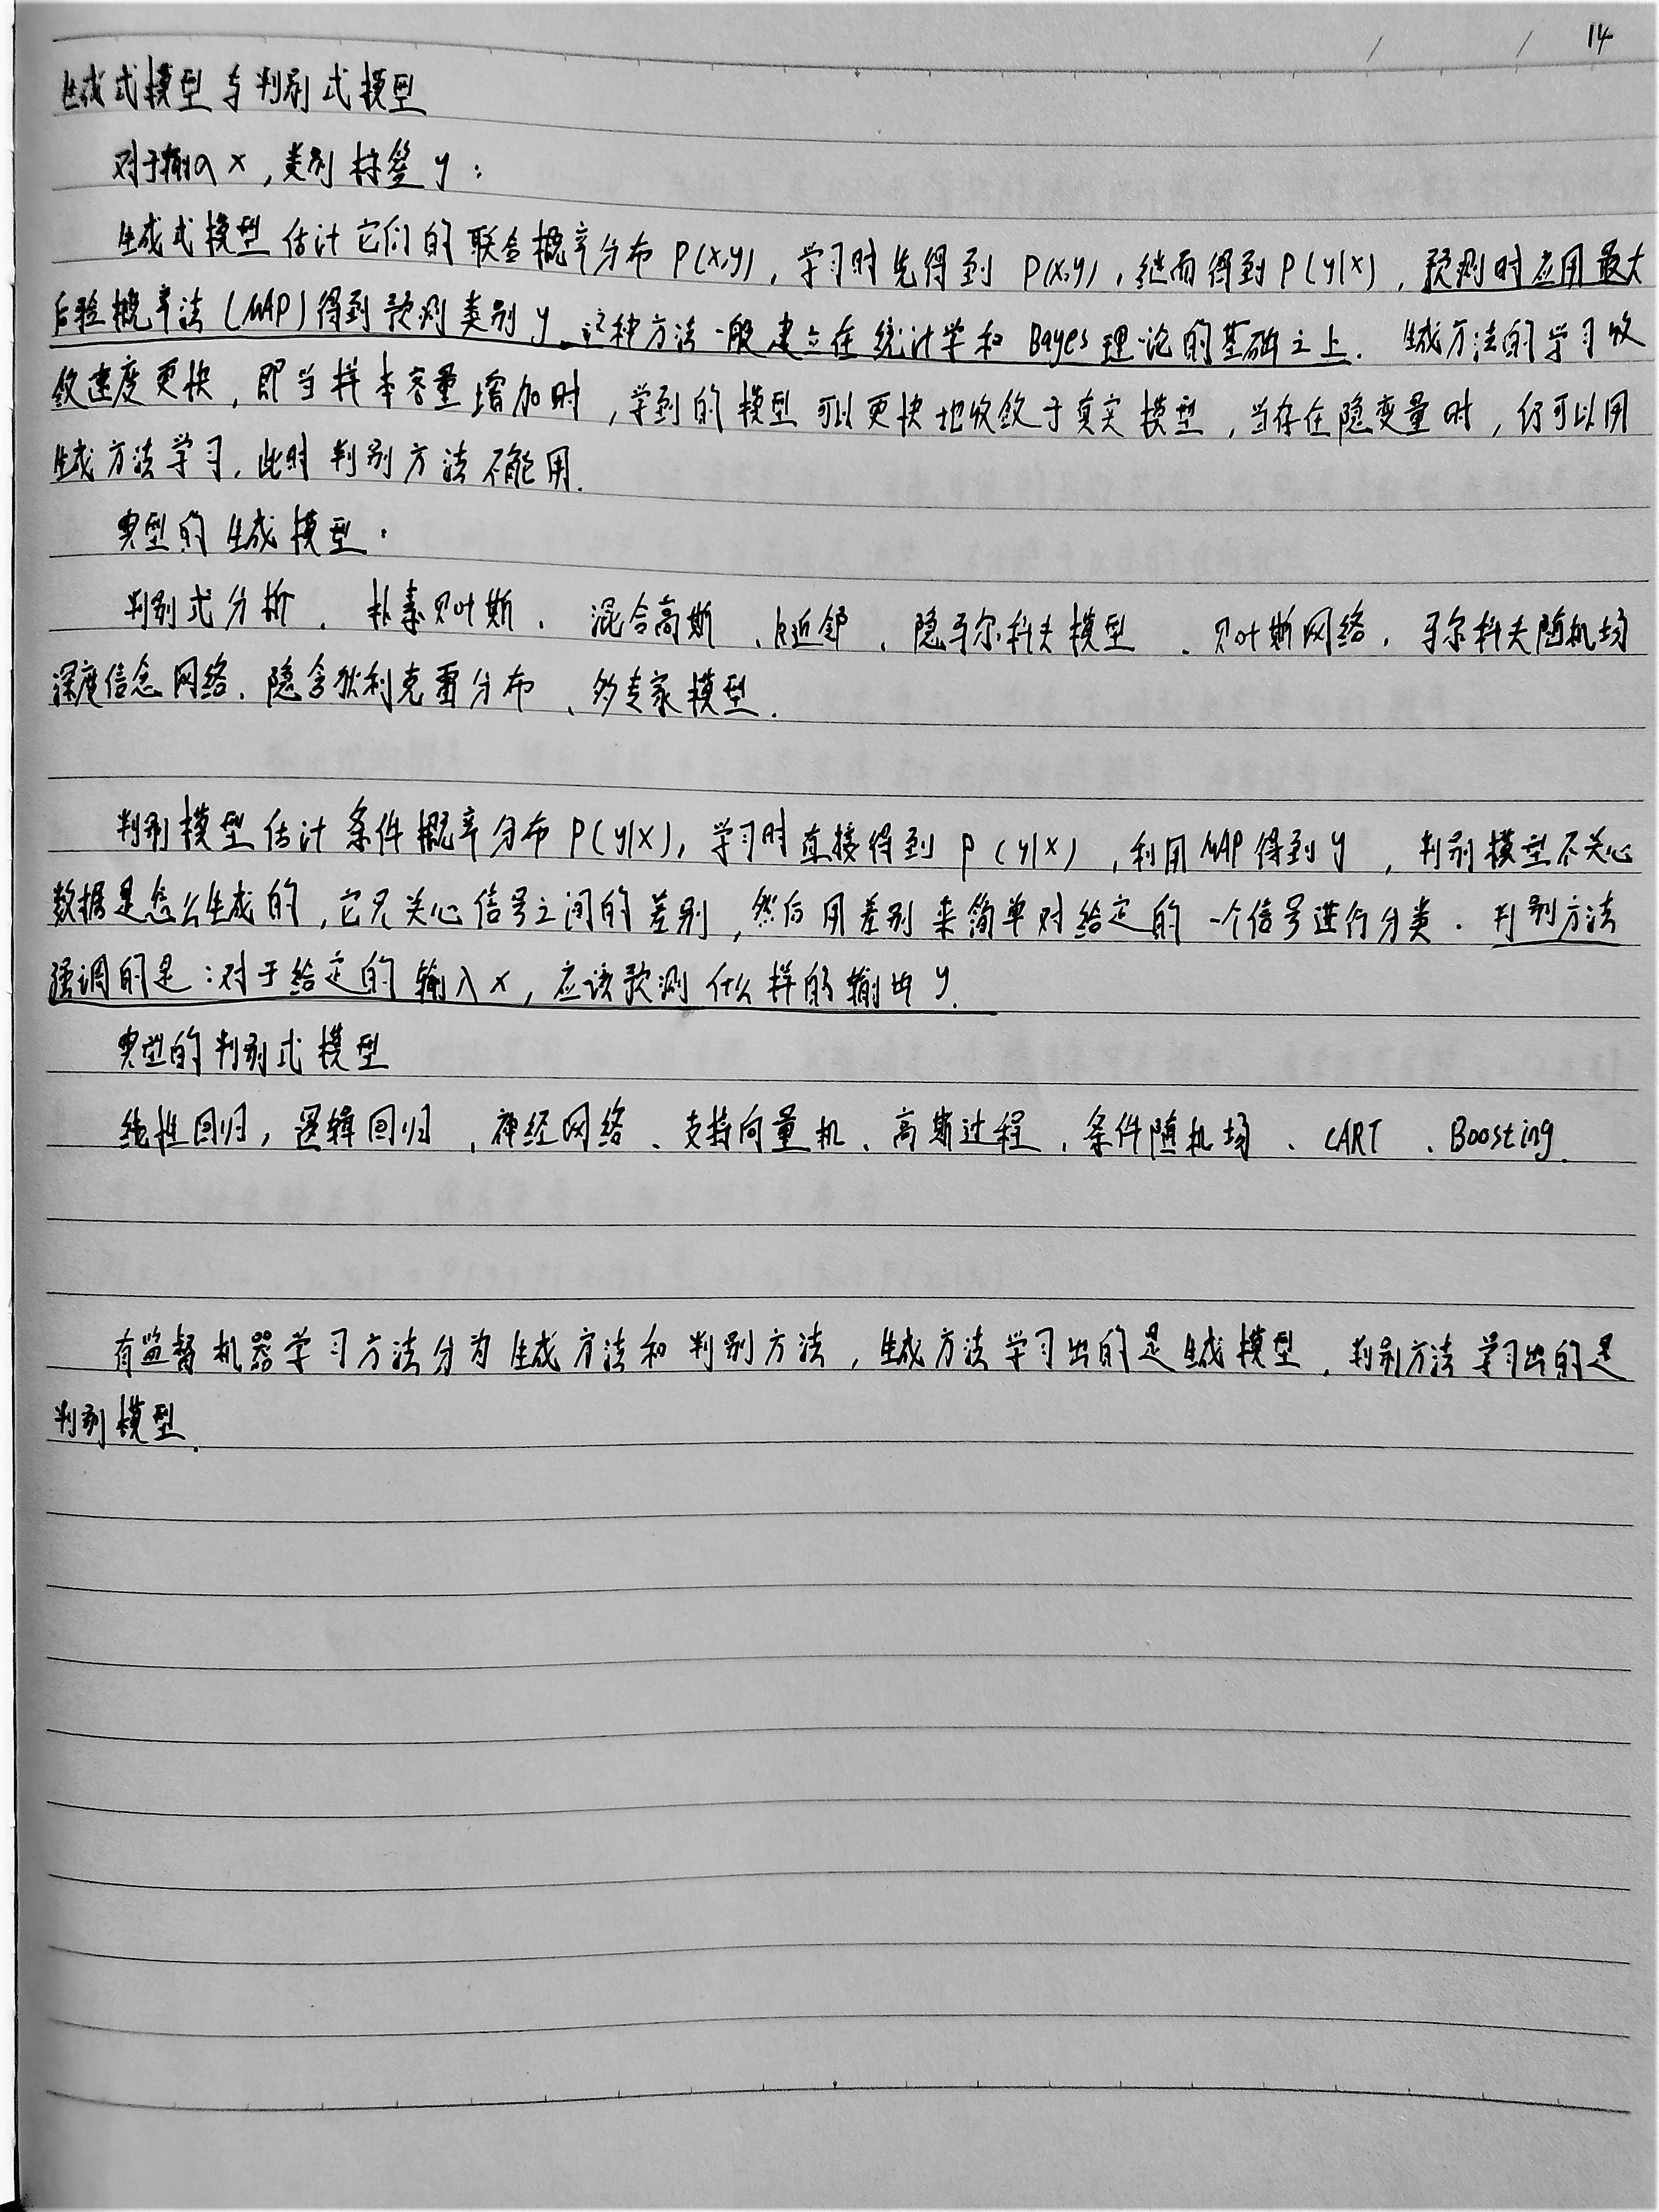 14
生成式模型与判别式模型
对于输入x，类别标签y：
生成式模型估计它们的联合概率分布P(x,y)，学习时先得到P(x,y)，继而得到P(y|x)，预测时应用最大
后验概率法(MAP)得到预测类别y，这种方法一般建立在统计学和Bayes理论的基础之上．生成方法的学习收
敛速度更快，即当样本容量增加时，学到的模型可以更快地收敛于真实模型，当存在隐变量时，仍可以用
生成方法学习，此时判别方法不能用．
典型的生成模型：
判别式分析、朴素贝叶斯、混合高斯、k近邻、隐马尔科夫模型、贝叶斯网络、马尔科夫随机场
深度信念网络、隐含狄利克雷分布、多专家模型．
判别模型估计条件概率分布P(y|x)，学习时直接得到P(y|x)，利用MAP得到y，判别模型不关心
数据是怎么生成的，它只关心信号之间的差别，然后用差别来简单对给定的一个信号进行分类．判别方法
强调的是：对于给定的输入x，应该预测什么样的输出y．
典型的判别式模型
线性回归，逻辑回归，神经网络、支持向量机、高斯过程，条件随机场、CART、Boosting．
有监督机器学习方法分为生成方法和判别方法，生成方法学习出的是生成模型，判别方法学习出的是
判别模型．